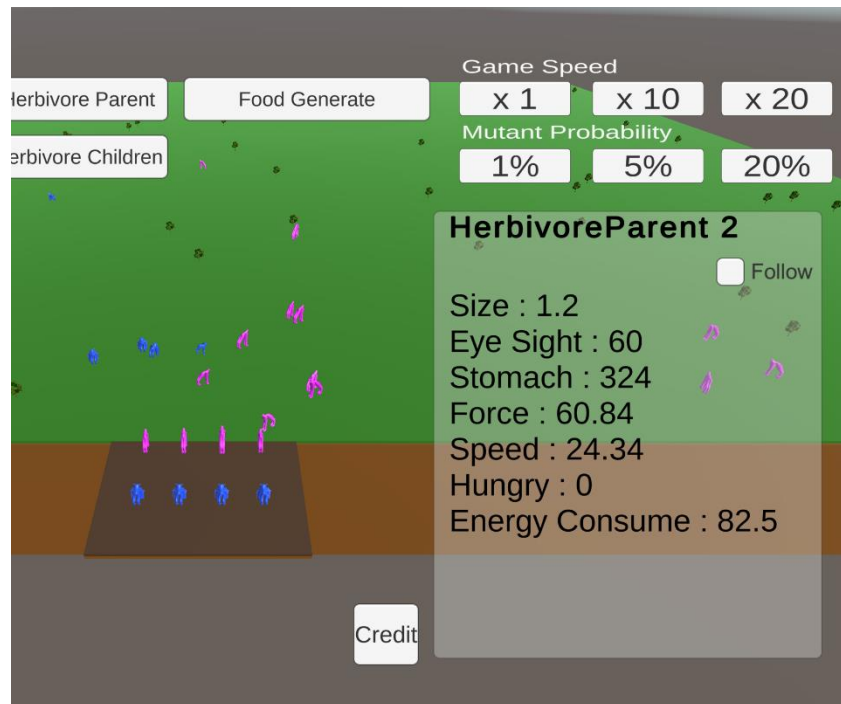 Game Speed
Herbivore Parent
Food Generate
x 1
x 10
x 20
Mutant Probability
erbivore Children
1%
5%
20%
HerbivoreParent 2
Follow
Size : 1.2
Eye Sight : 60
Stomach : 324
Force : 60.84
Speed : 24.34
Hungry : 0
Energy Consume : 82.5
Credit